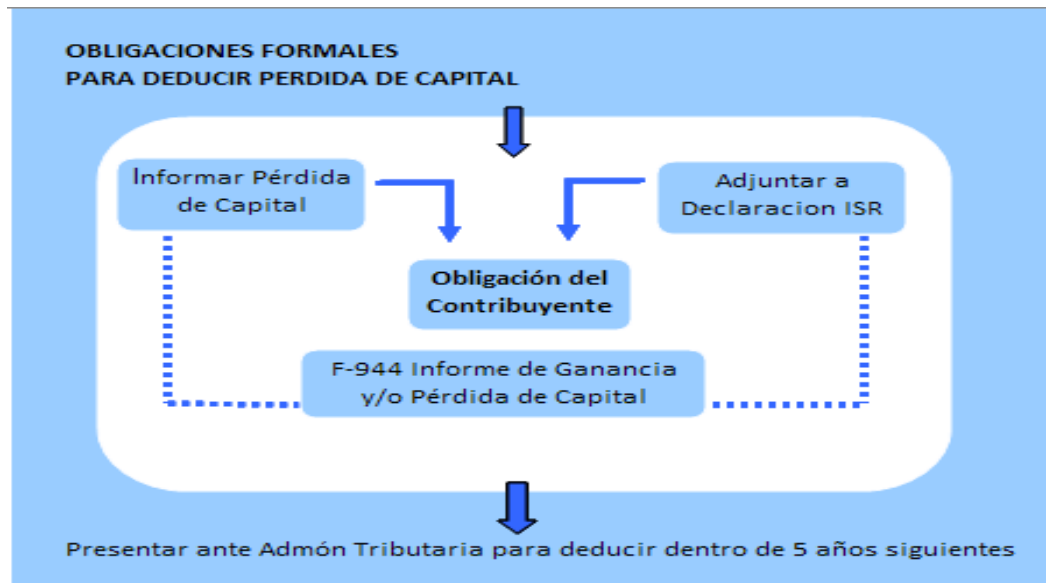 OBLIGACIONES FORMALES
PARA DEDUCIR PERDIDA DE CAPITAL
Informar Pérdida
de Capital
Adjuntar a
Declaracion ISR
Obligación del
Contribuyente
F-944 Informe de Ganancia
y/o Pérdida de Capital
Presentar ante Admón Tributaria para deducir dentro de 5 años siguientes